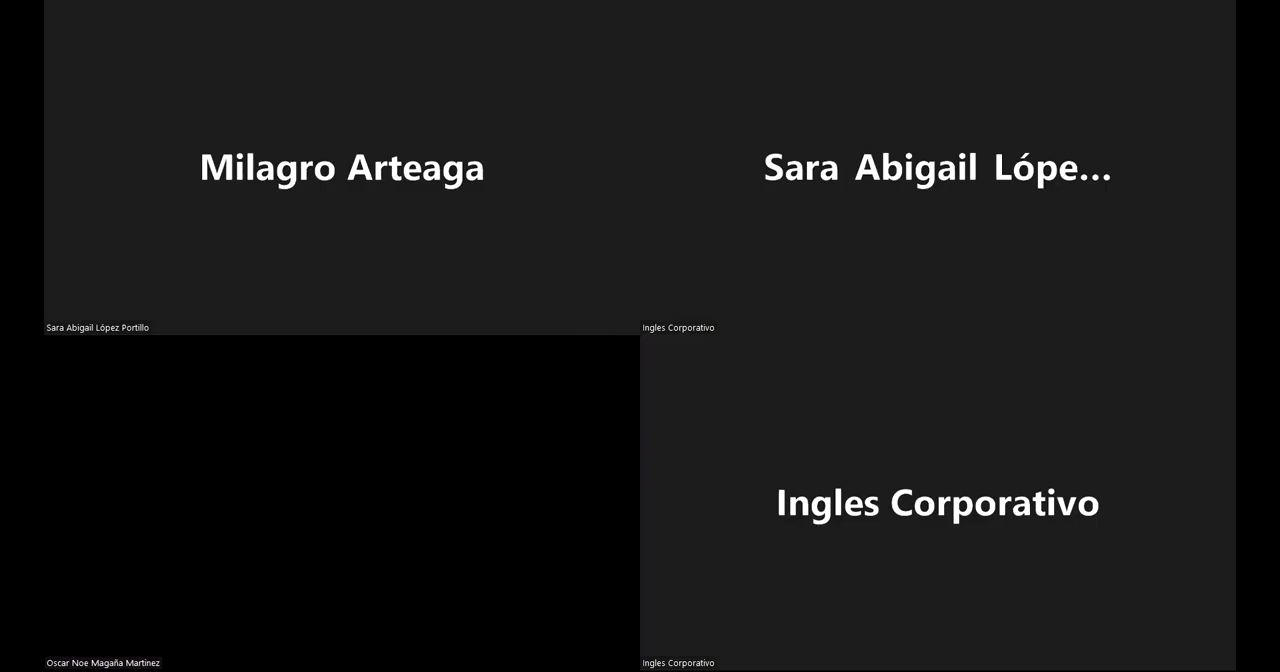 Milagro Arteaga
Sara Abigail Lópe...
Sara Abigail López Portillo
Ingles Corporativo
Ingles Corporativo
Oscar Noe Magaña Martinez
Ingles Corporativo